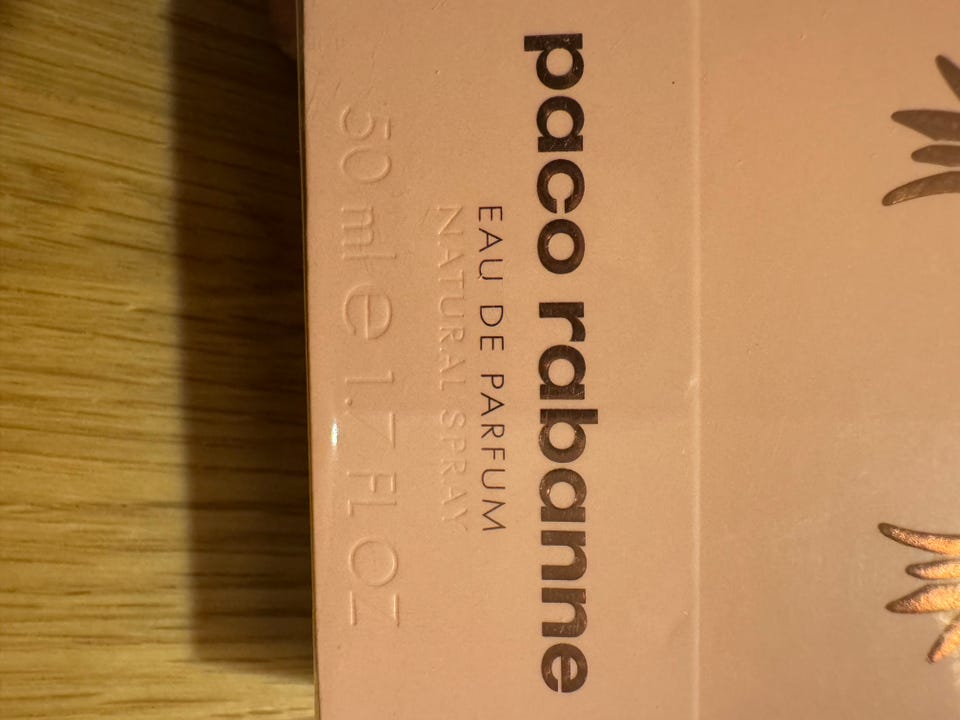 paco rabanne
EAU DE PARFUM
NATURAL SPRAY
50 ml e 1.7 Fl OZ